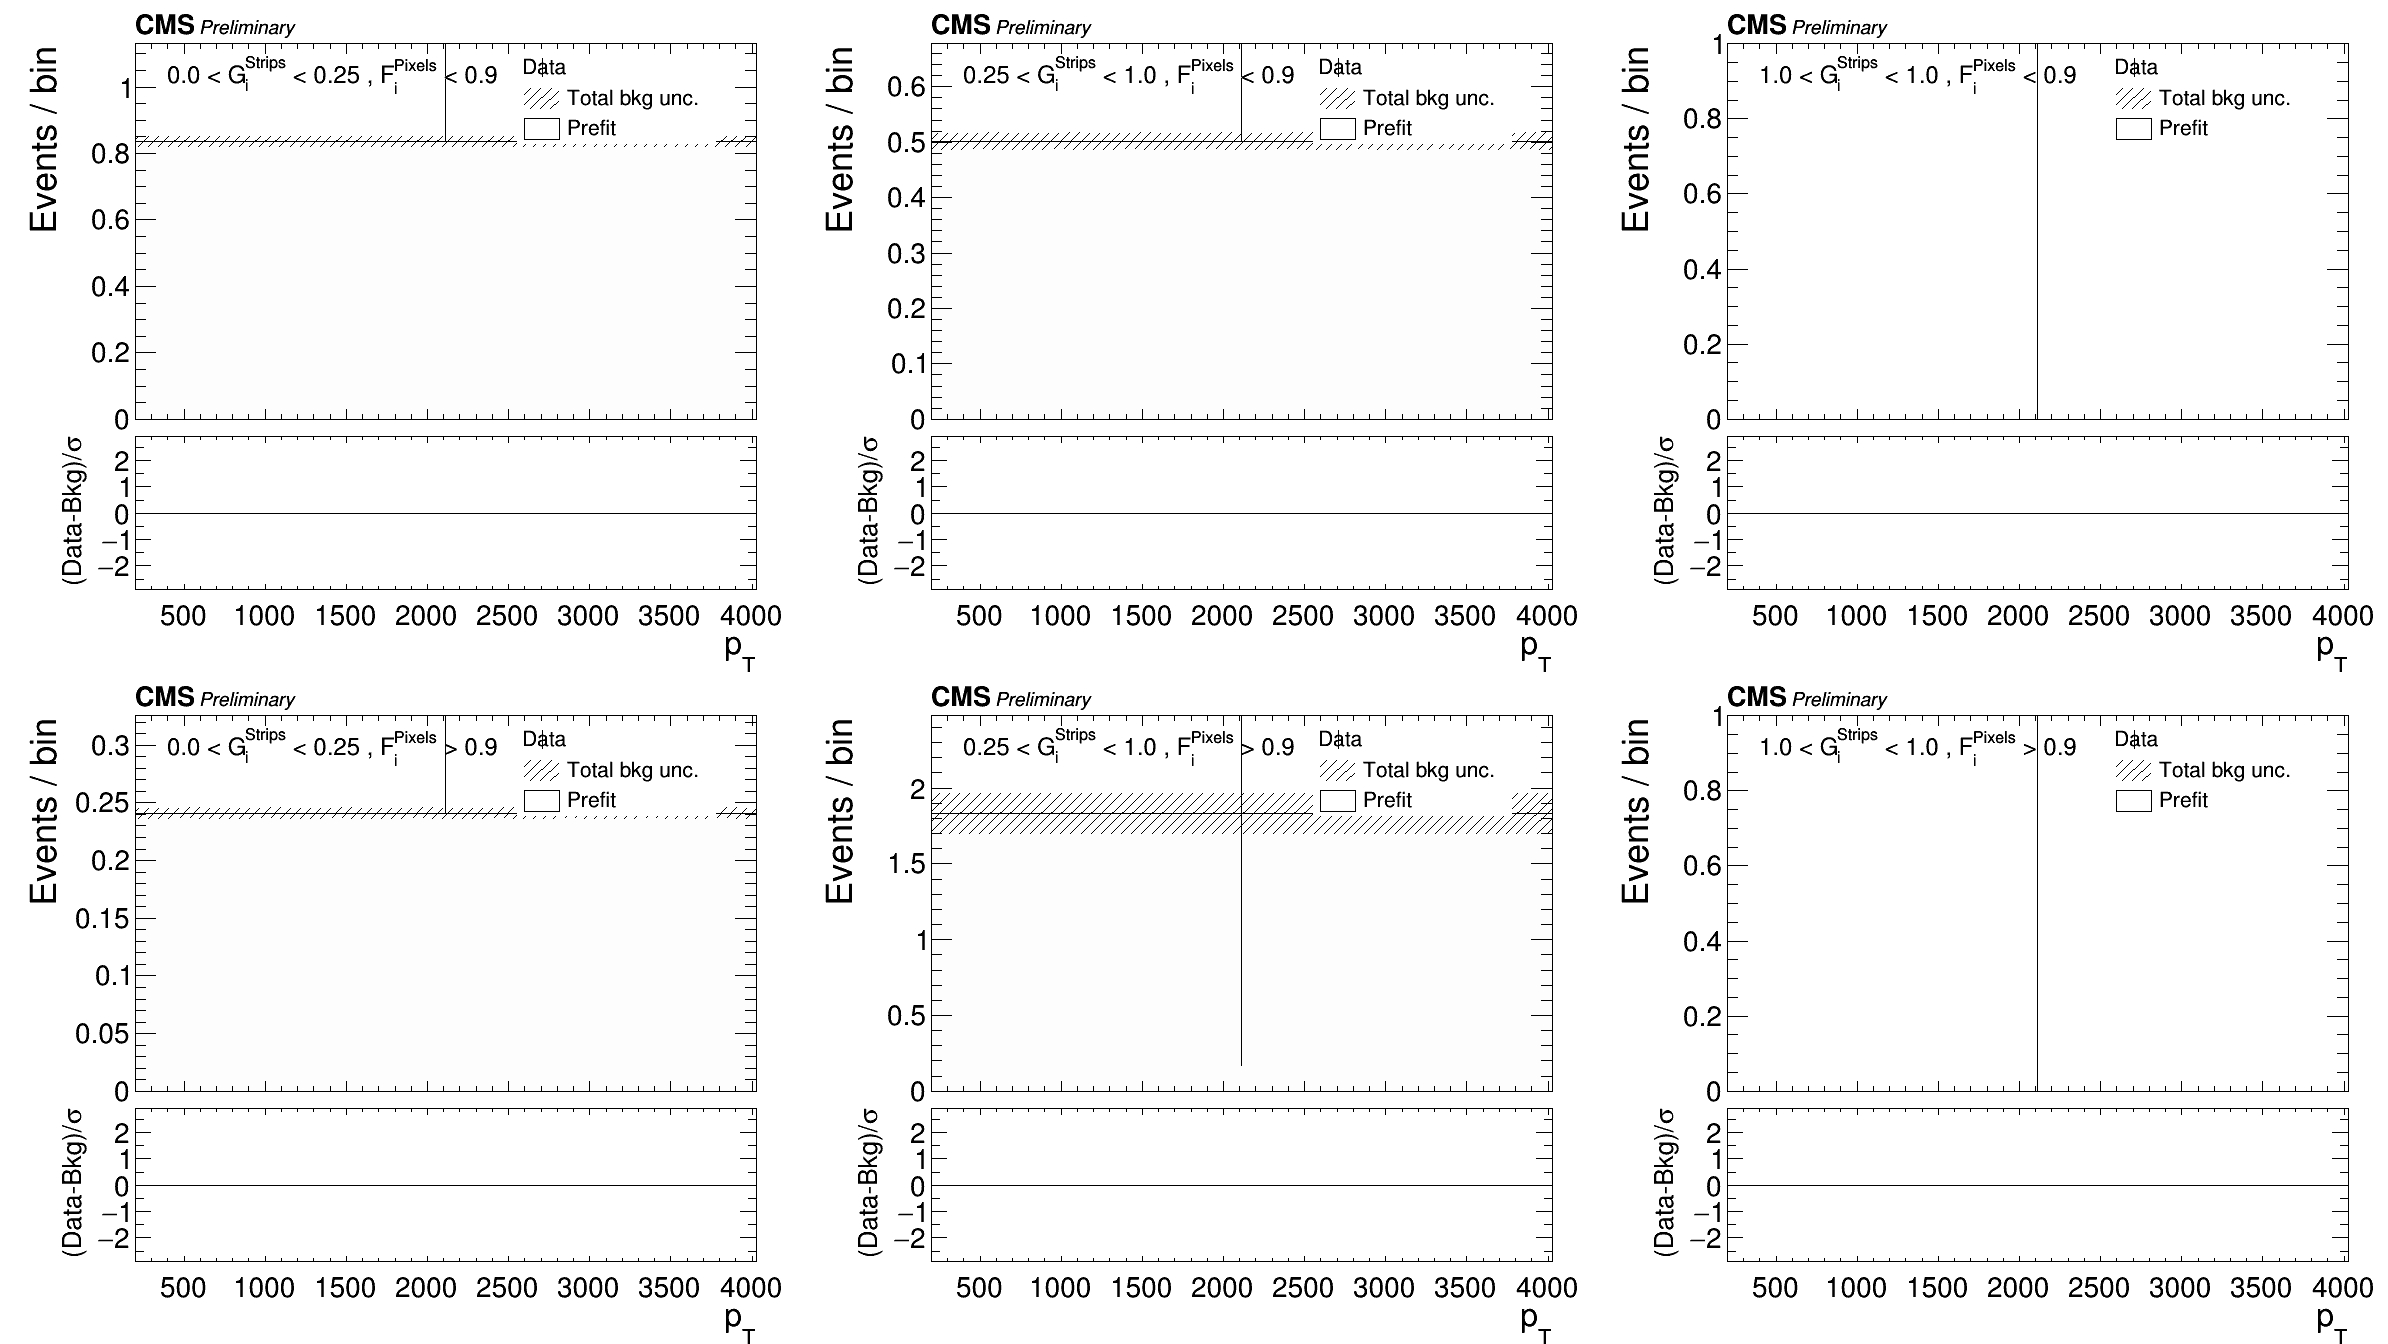 CMS Preliminary
Events / bin
0.0 < G_i^Strips < 0.25 , F_i^Pixels < 0.9
Data
Total bkg unc.
Prefit
1
0.8
0.6
0.4
0.2
0
(Data-Bkg)/σ
2
1
0
−1
−2
500 1000 1500 2000 2500 3000 3500 4000
p_T
CMS Preliminary
Events / bin
0.25 < G_i^Strips < 1.0 , F_i^Pixels < 0.9
Data
Total bkg unc.
Prefit
0.6
0.5
0.4
0.3
0.2
0.1
0
(Data-Bkg)/σ
2
1
0
−1
−2
500 1000 1500 2000 2500 3000 3500 4000
p_T
CMS Preliminary
Events / bin
1.0 < G_i^Strips < 1.0 , F_i^Pixels < 0.9
Data
Total bkg unc.
Prefit
1
0.8
0.6
0.4
0.2
0
(Data-Bkg)/σ
2
1
0
−1
−2
500 1000 1500 2000 2500 3000 3500 4000
p_T
CMS Preliminary
Events / bin
0.0 < G_i^Strips < 0.25 , F_i^Pixels > 0.9
Data
Total bkg unc.
Prefit
0.3
0.25
0.2
0.15
0.1
0.05
0
(Data-Bkg)/σ
2
1
0
−1
−2
500 1000 1500 2000 2500 3000 3500 4000
p_T
CMS Preliminary
Events / bin
0.25 < G_i^Strips < 1.0 , F_i^Pixels > 0.9
Data
Total bkg unc.
Prefit
2
1.5
1
0.5
0
(Data-Bkg)/σ
2
1
0
−1
−2
500 1000 1500 2000 2500 3000 3500 4000
p_T
CMS Preliminary
Events / bin
1.0 < G_i^Strips < 1.0 , F_i^Pixels > 0.9
Data
Total bkg unc.
Prefit
1
0.8
0.6
0.4
0.2
0
(Data-Bkg)/σ
2
1
0
−1
−2
500 1000 1500 2000 2500 3000 3500 4000
p_T